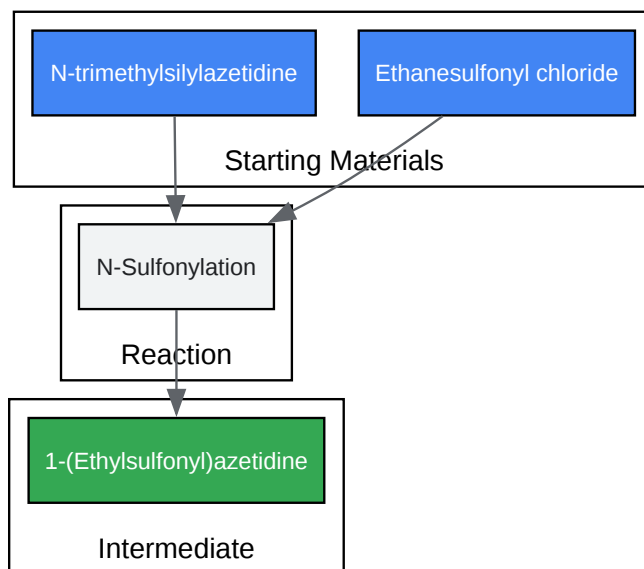 N-trimethylsilylazetidine
Ethanesulfonyl chloride
Starting Materials
N-Sulfonylation
Reaction
1-(Ethylsulfonyl)azetidine
Intermediate